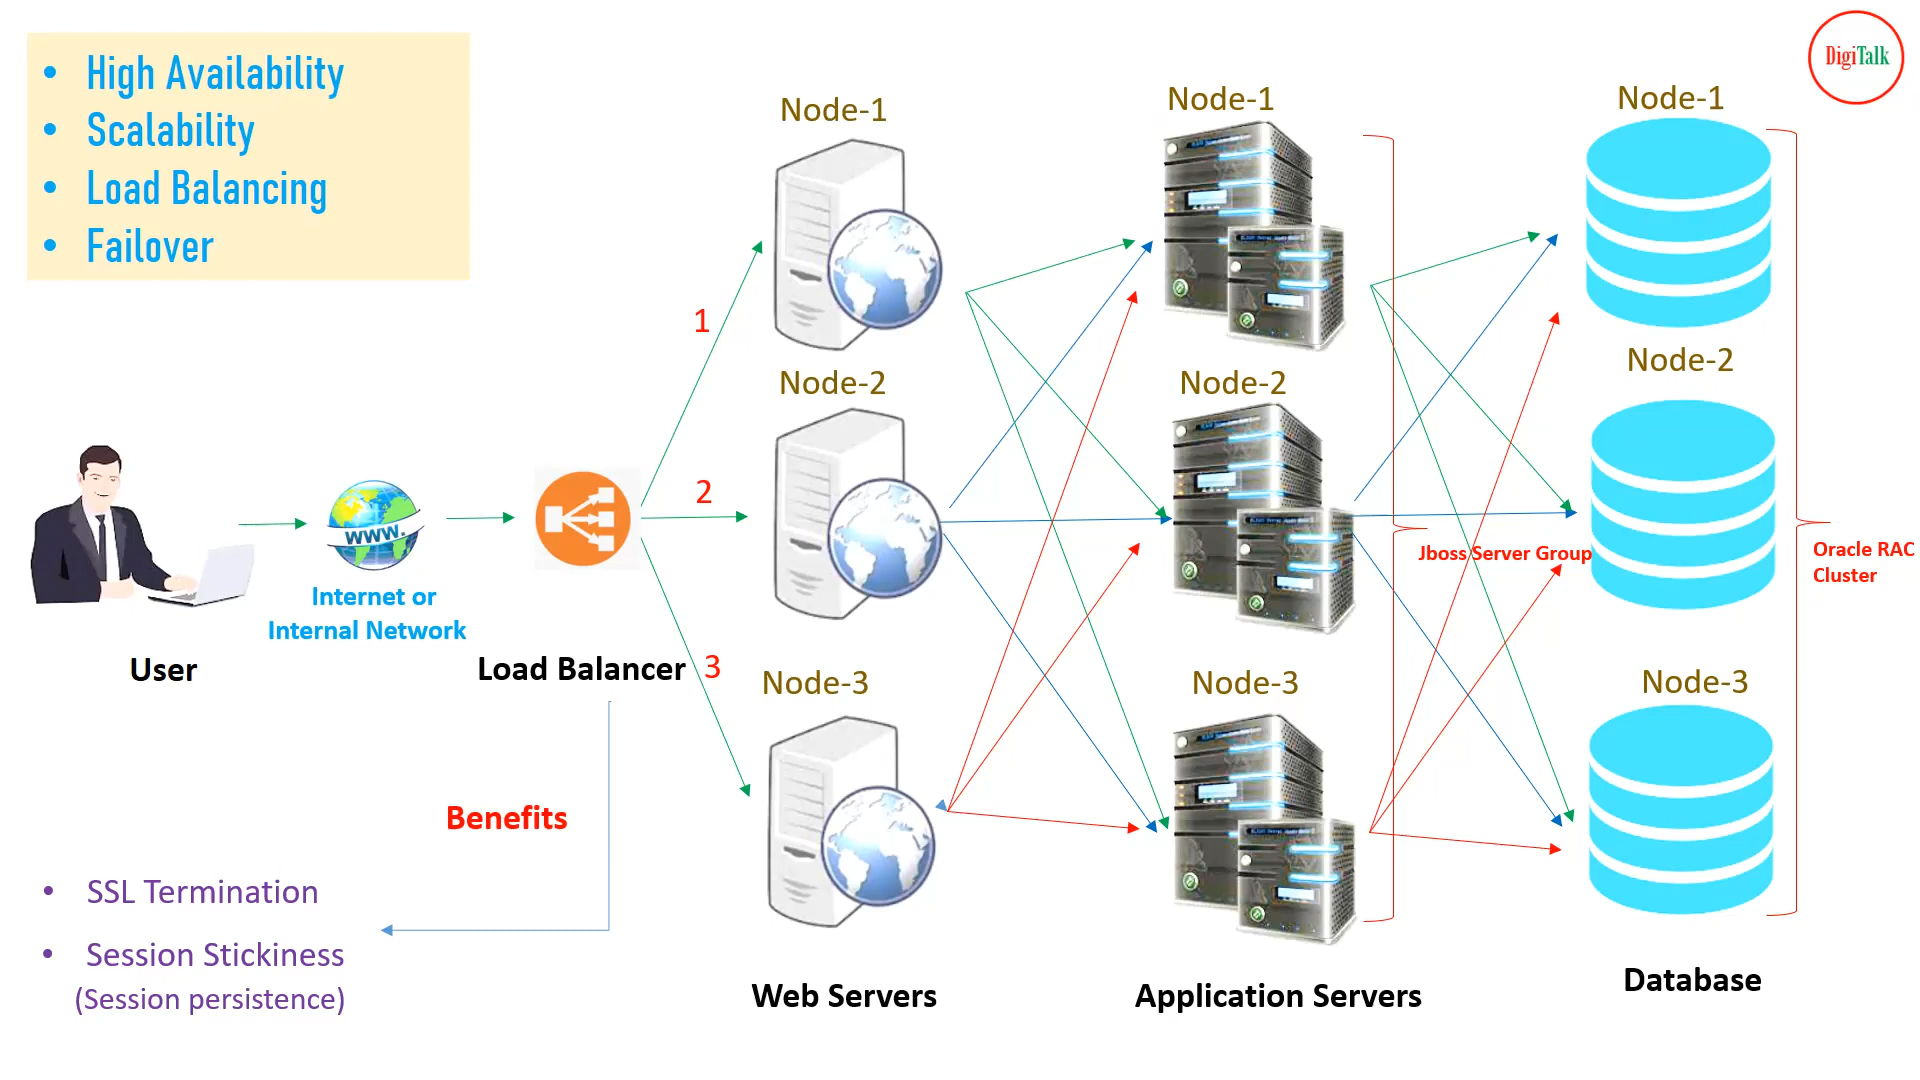 • High Availability
• Scalability
• Load Balancing
• Failover
DigiTalk
Node-1
Node-1
Node-1
Node-2
Node-2
Node-2
Node-3
Node-3
Node-3
1
2
3
WWW.
Internet or
Internal Network
User
Load Balancer
Jboss Server Group
Oracle RAC
Cluster
Benefits
• SSL Termination
• Session Stickiness
(Session persistence)
Web Servers
Application Servers
Database